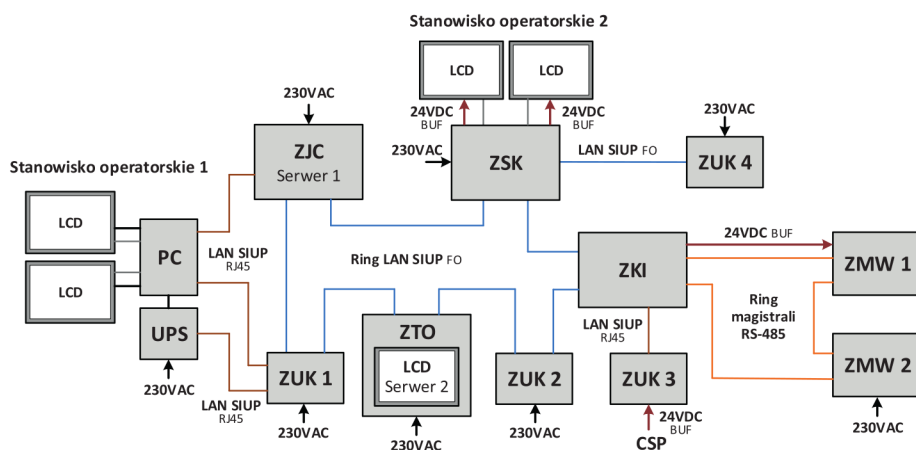 Stanowisko operatorskie 2
LCD
LCD
230VAC
24VDC
BUF
24VDC
BUF
230VAC
230VAC
ZJC
Serwer 1
ZSK
LAN SIUP FO
ZUK 4
Stanowisko operatorskie 1
LCD
LCD
PC
LAN SIUP
RJ45
Ring LAN SIUP FO
ZKI
24VDC BUF
ZMW 1
Ring
magistrali
RS-485
UPS
ZTO
LCD
Serwer 2
LAN SIUP
RJ45
ZMW 2
ZUK 1
ZUK 2
ZUK 3
230VAC
LAN SIUP
RJ45
230VAC
230VAC
230VAC
24VDC
BUF
CSP
230VAC